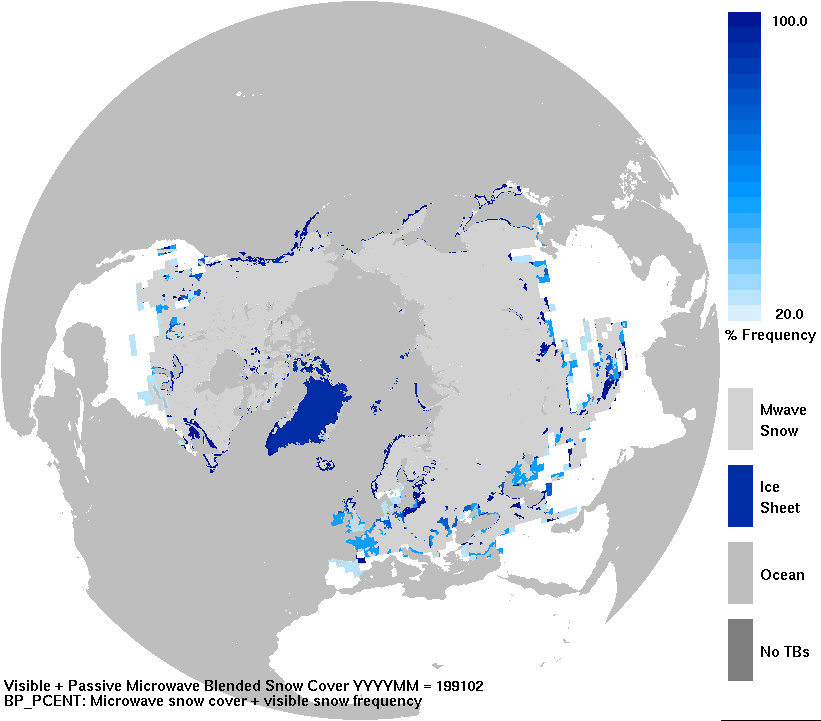 100.0
20.0
% Frequency
Mwave
Snow
Ice
Sheet
Ocean
No TBs
Visible + Passive Microwave Blended Snow Cover YYYYMM = 199102
BP_PCENT: Microwave snow cover + visible snow frequency